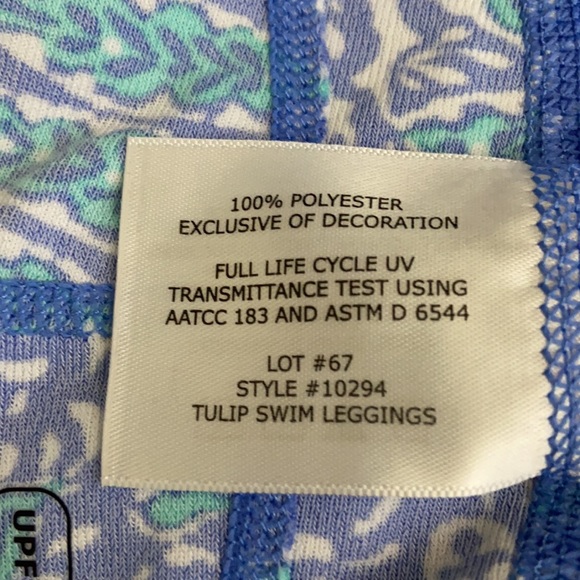 100% POLYESTER
EXCLUSIVE OF DECORATION
FULL LIFE CYCLE UV
TRANSMITTANCE TEST USING
AATCC 183 AND ASTM D 6544
LOT #67
STYLE #10294
TULIP SWIM LEGGINGS
UPF